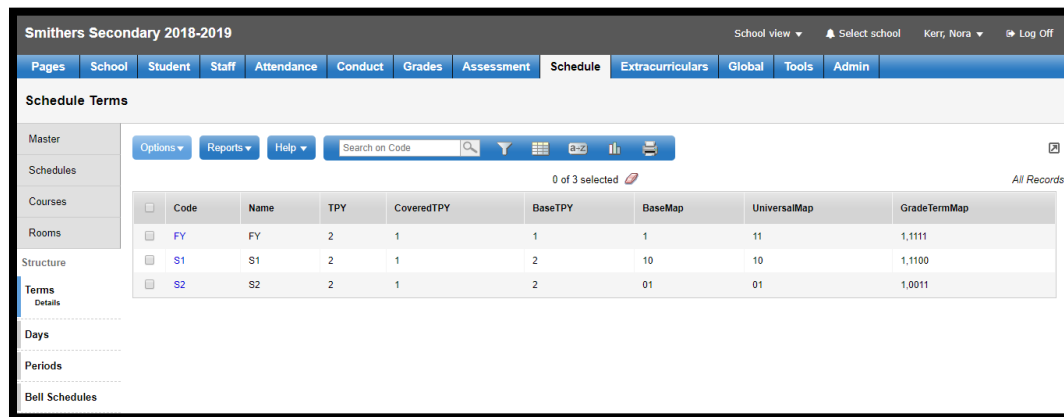 Smithers Secondary 2018-2019 School view Select school Kerr, Nora Log Off
Pages School Student Staff Attendance Conduct Grades Assessment Schedule Extracurriculars Global Tools Admin
Schedule Terms
Master
Schedules
Courses
Rooms
Structure
Terms
Details
Days
Periods
Bell Schedules
Options Reports Help Search on Code a-z
0 of 3 selected All Records
Code Name TPY CoveredTPY BaseTPY BaseMap UniversalMap GradeTermMap
FY FY 2 1 1 1 11 1,1111
S1 S1 2 1 2 10 10 1,1100
S2 S2 2 1 2 01 01 1,0011